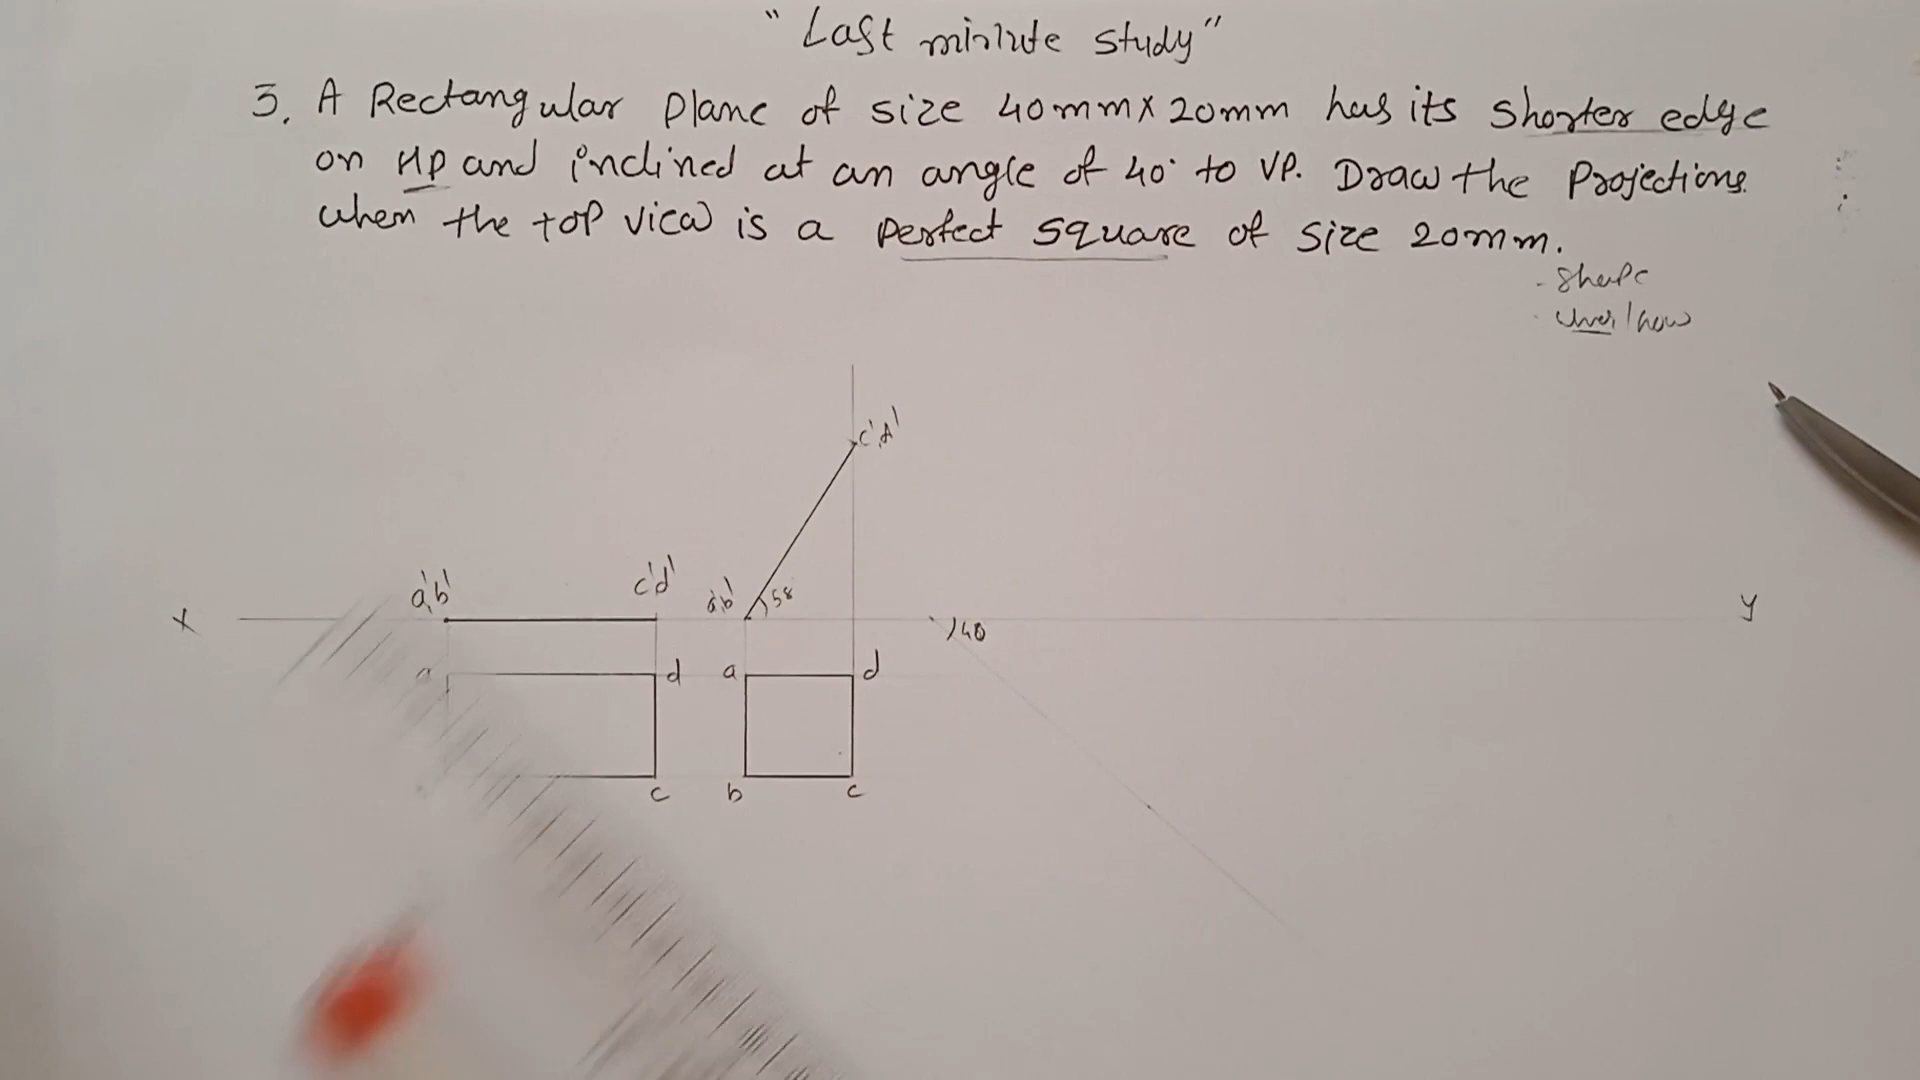 "Last minute study"
3. A Rectangular plane of size 40mm x 20mm has its shorter edge
on HP and inclined at an angle of 40° to VP. Draw the Projections.
when the top view is a perfect square of size 20mm.
- shape
c'd'
a'b'
c'd'
a'b'
58
X
Y
40
a
d
a
d
c
b
c